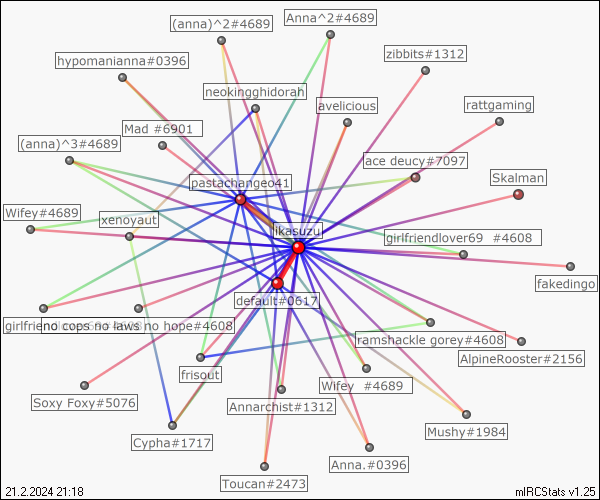 (anna)^2#4689
Anna^2#4689
zibbits#1312
hypomanianna#0396
neokingghidorah
avelicious
rattgaming
Mad #6901
(anna)^3#4689
ace deucy#7097
Skalman
pastachangeo41
Wifey#4689
xenoyaut
ikasuzu
girlfriendlover69 #4608
fakedingo
default#0617
girlfriend cops no laws no hope#4608
ramshackle gorey#4608
AlpineRooster#2156
frisout
Wifey #4689
Soxy Foxy#5076
Annarchist#1312
Mushy#1984
Cypha#1717
Anna.#0396
Toucan#2473
21.2.2024 21:18
mIRCStats v1.25